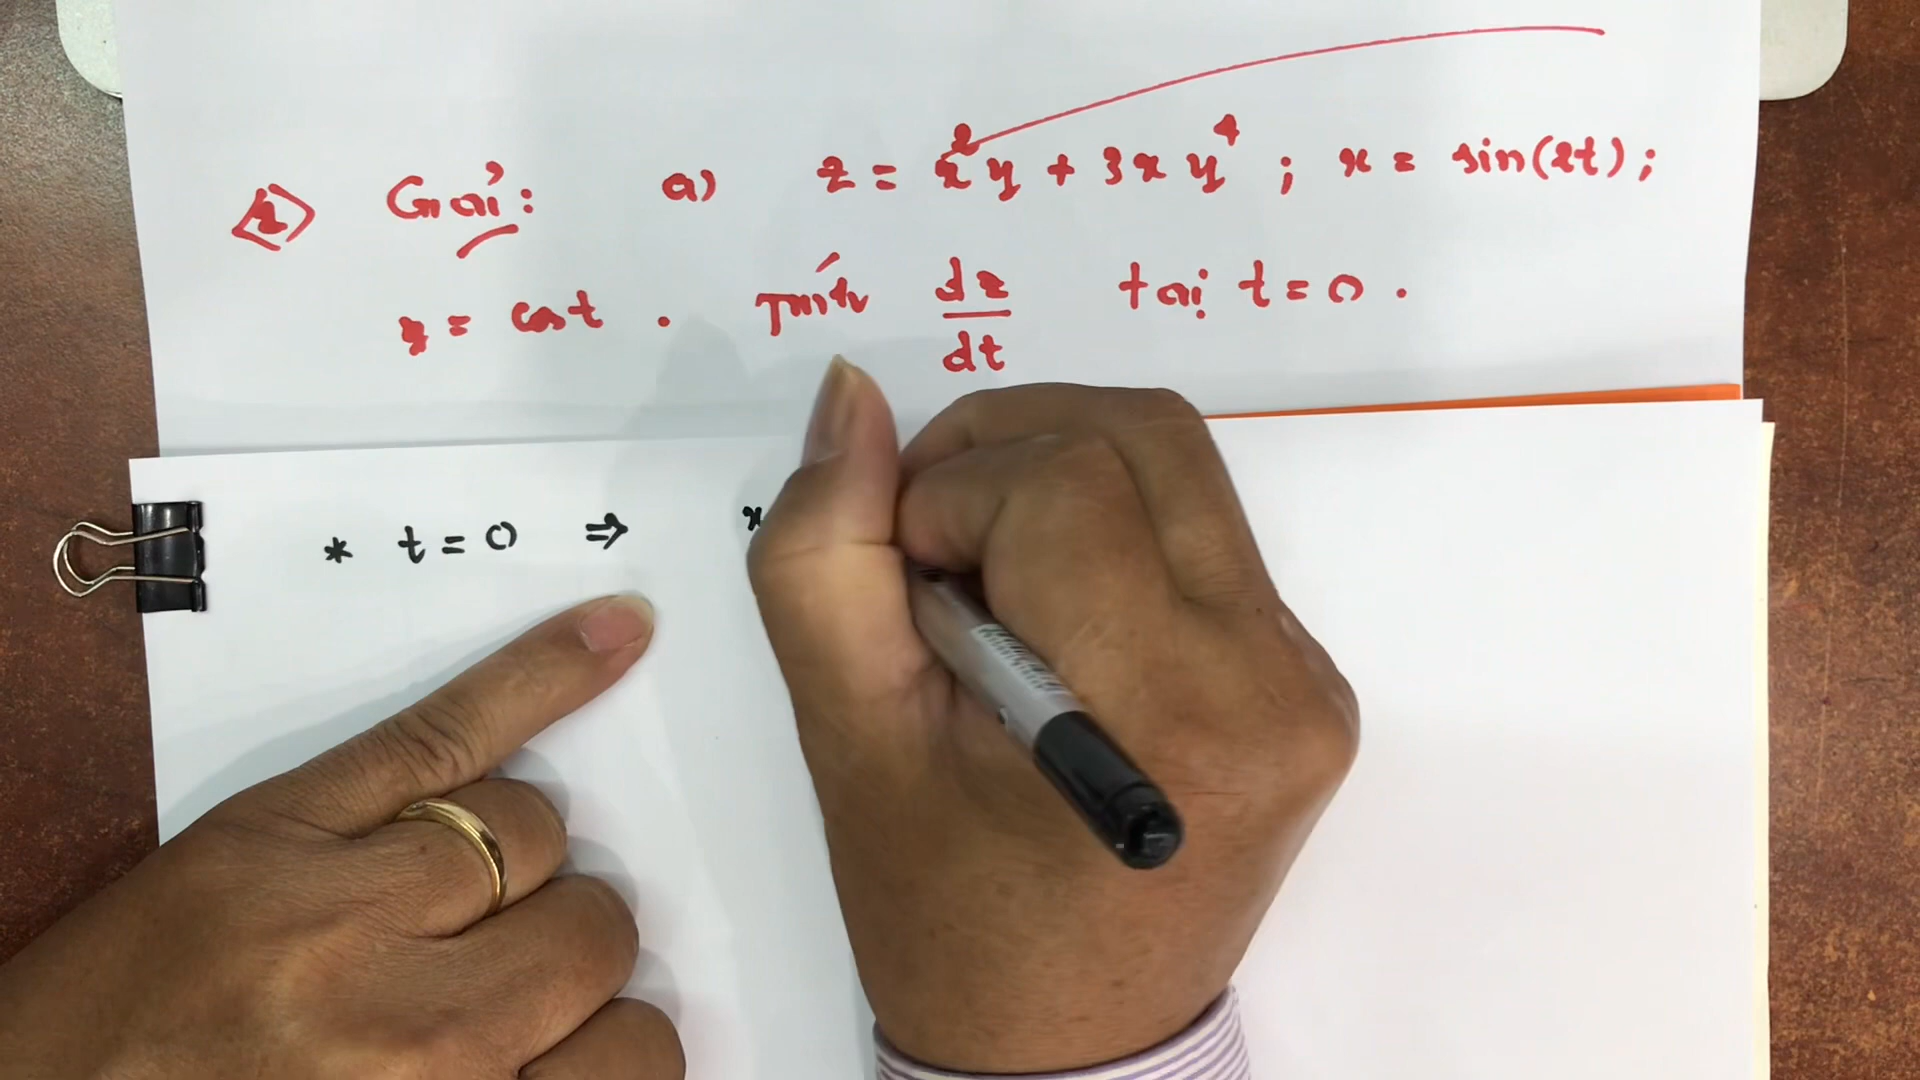 2 Giải: a) z = x²y + 3xy⁴ ; x = sin(2t) ;
y = cost . Tính dz/dt tại t = 0 .
* t = 0 ⇒ x